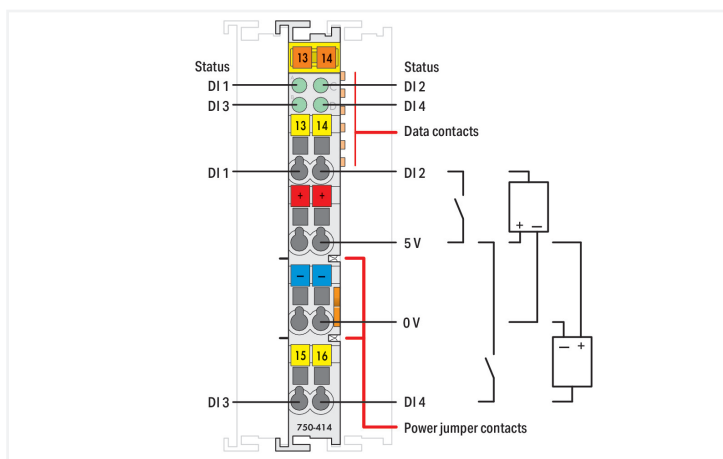 13 14
Status
Status
DI 1
DI 2
DI 3
DI 4
13 14
Data contacts
DI 1
DI 2
+ +
+ –
5 V
– –
0 V
– +
15 16
DI 3
DI 4
750-414
Power jumper contacts